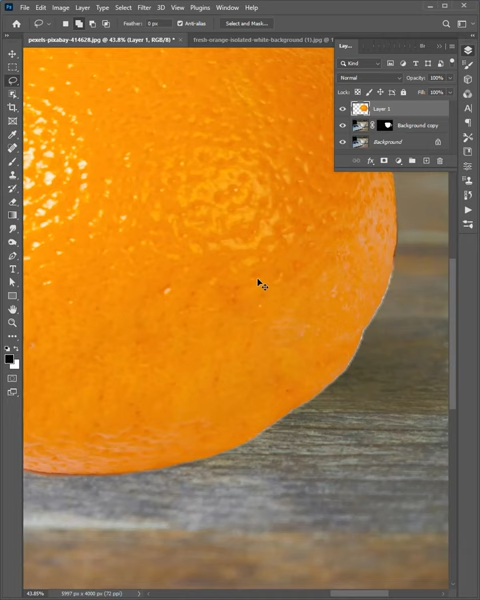 Ps File Edit Image Layer Type Select Filter 3D View Plugins Window Help
Feather: 0 px Anti-alias Select and Mask...
pexels-pixabay-414628.jpg @ 43.8% (Layer 1, RGB/8) * × fresh-orange-isolated-white-background (1).jpg @ 1
Lay...
Kind
Normal Opacity: 100%
Lock: Fill: 100%
Layer 1
Background copy
Background
T
43.85% 5997 px x 4000 px (72 ppi)